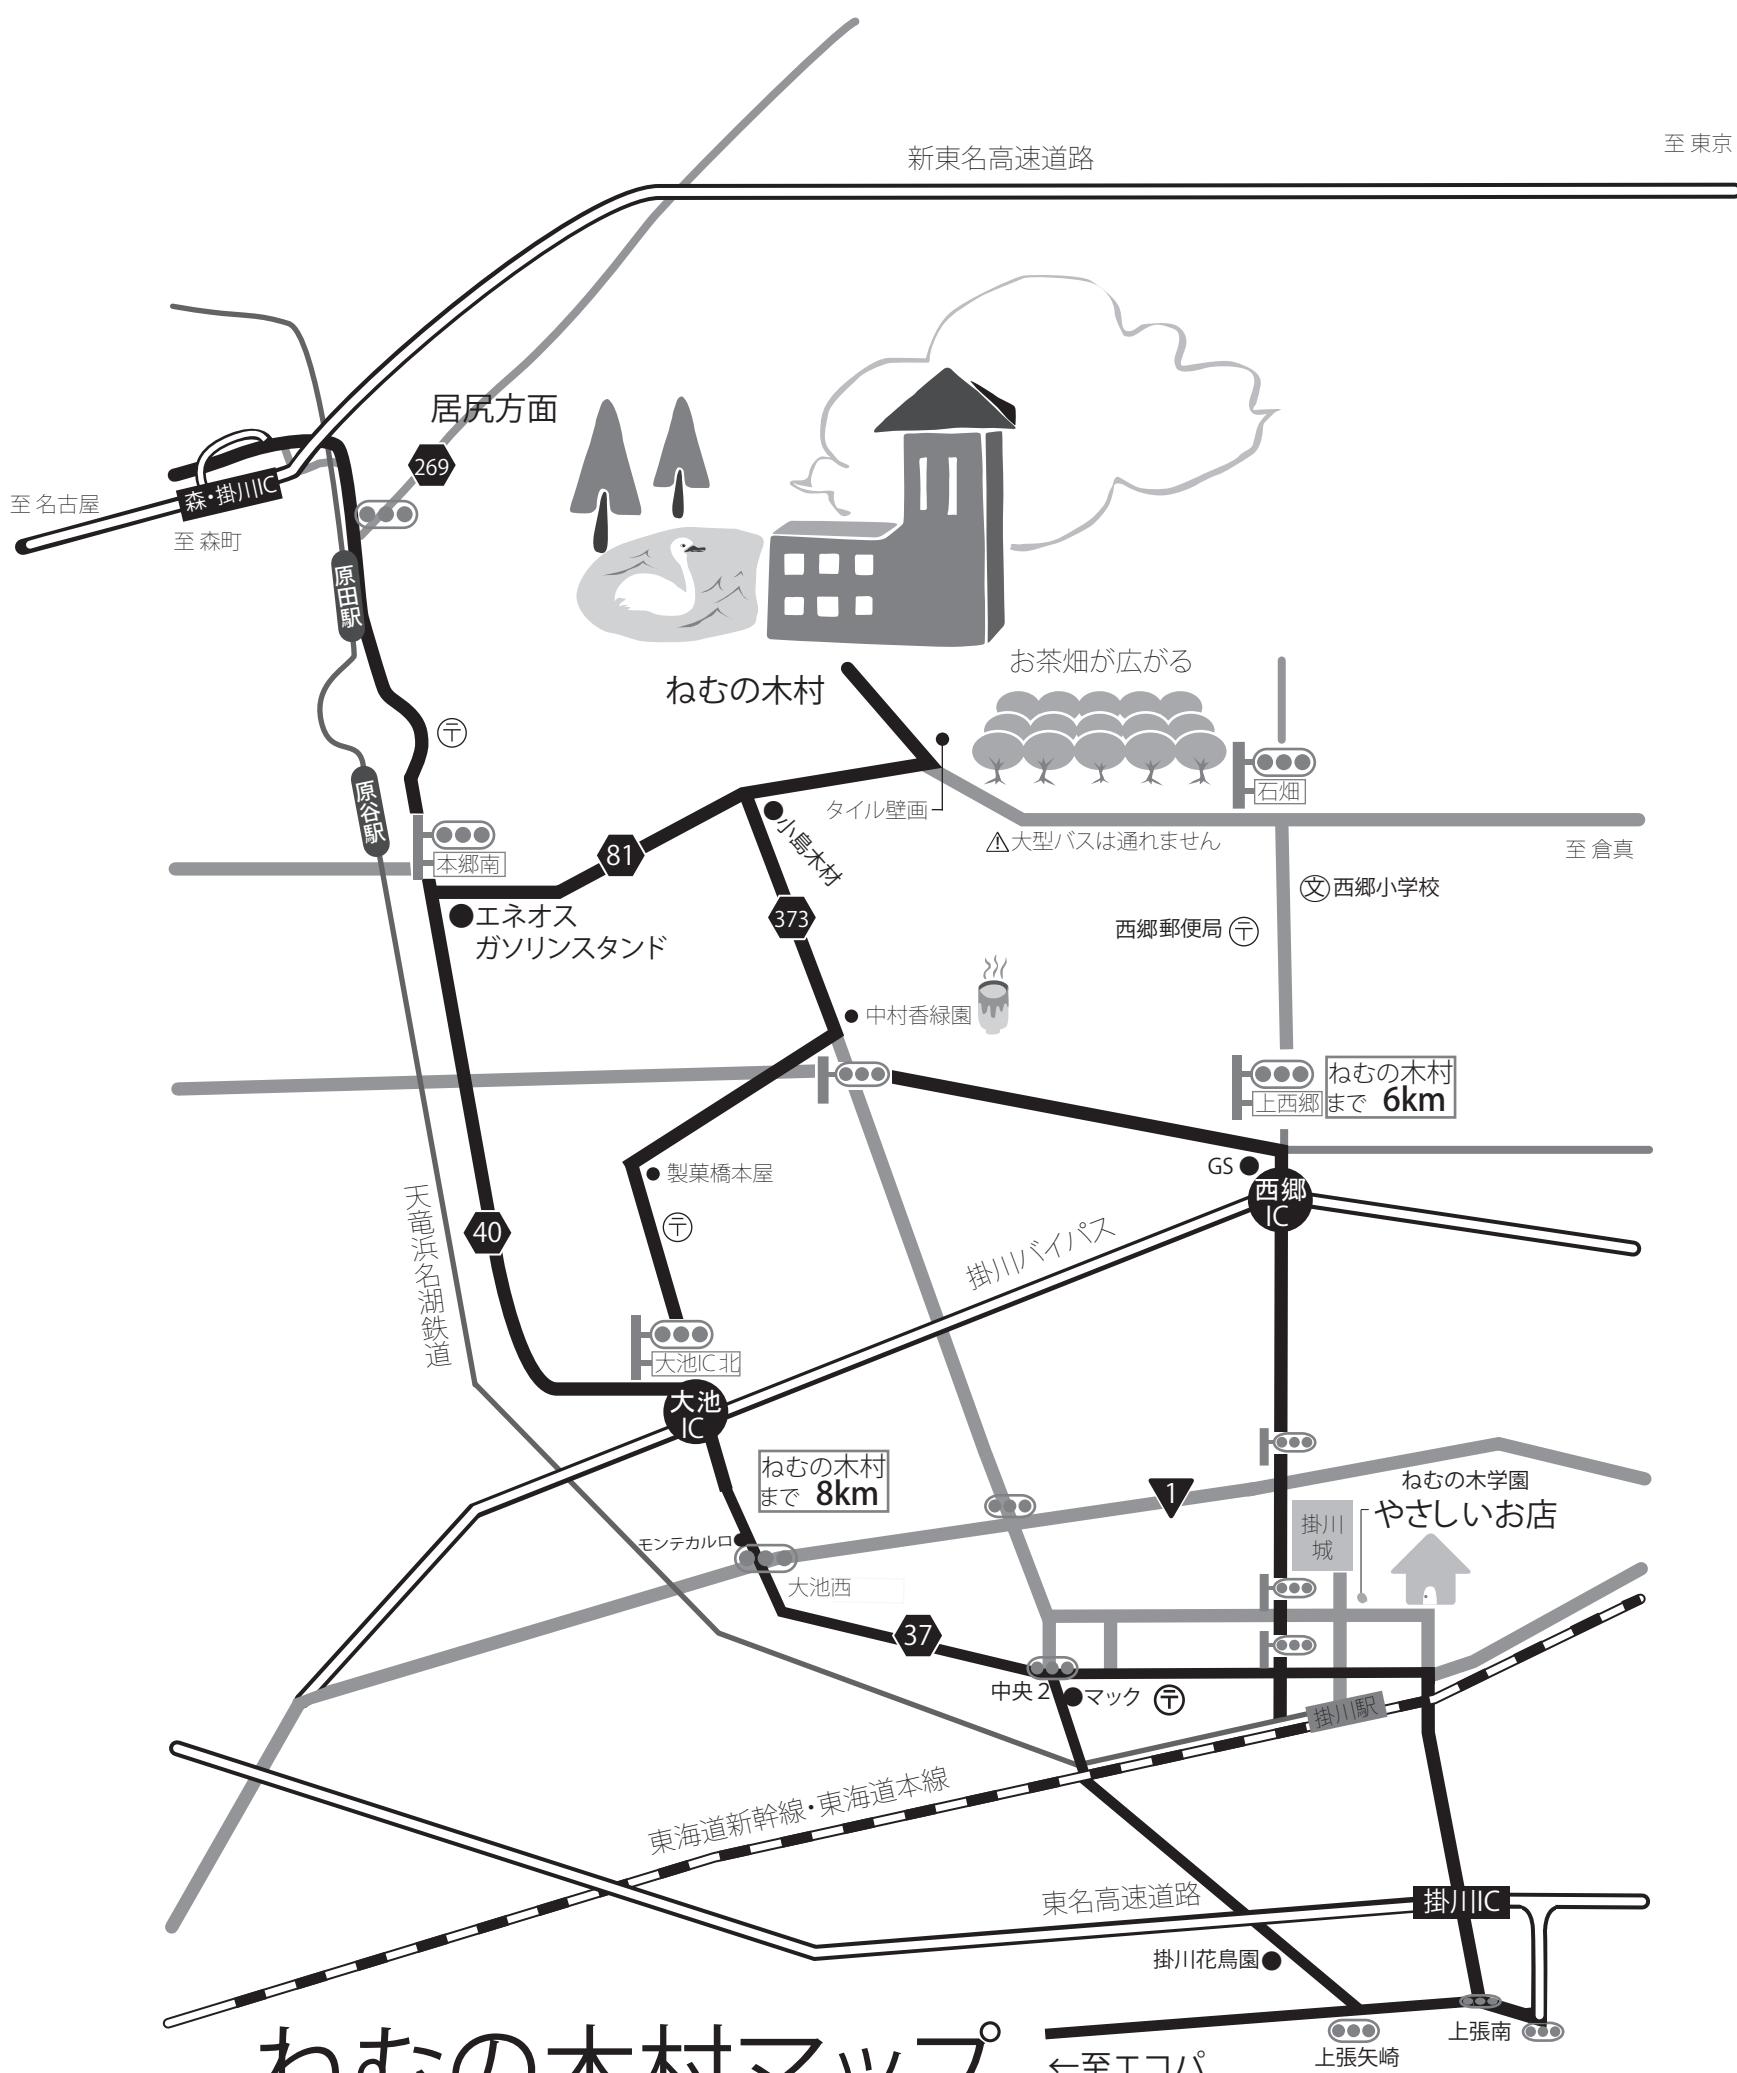 新東名高速道路
至 東京
居尻方面
269
至 名古屋
森・掛川IC
至 森町
原田駅
ねむの木村
お茶畑が広がる
〒
原谷駅
石畑
タイル壁画
小島木材
⚠大型バスは通れません
至 倉真
本郷南
81
エネオス
ガソリンスタンド
373
文 西郷小学校
西郷郵便局 〒
中村香緑園
ねむの木村
まで 6km
上西郷
GS
西郷
IC
製菓橋本屋
〒
40
天竜浜名湖鉄道
掛川バイパス
大池IC北
大池
IC
ねむの木村
まで 8km
モンテカルロ
大池西
1
ねむの木学園
やさしいお店
掛川
城
37
中央2
マック
〒
掛川駅
東海道新幹線・東海道本線
東名高速道路
掛川IC
掛川花鳥園
上張南
上張矢崎
ねむの木村マップ
←至エコパ